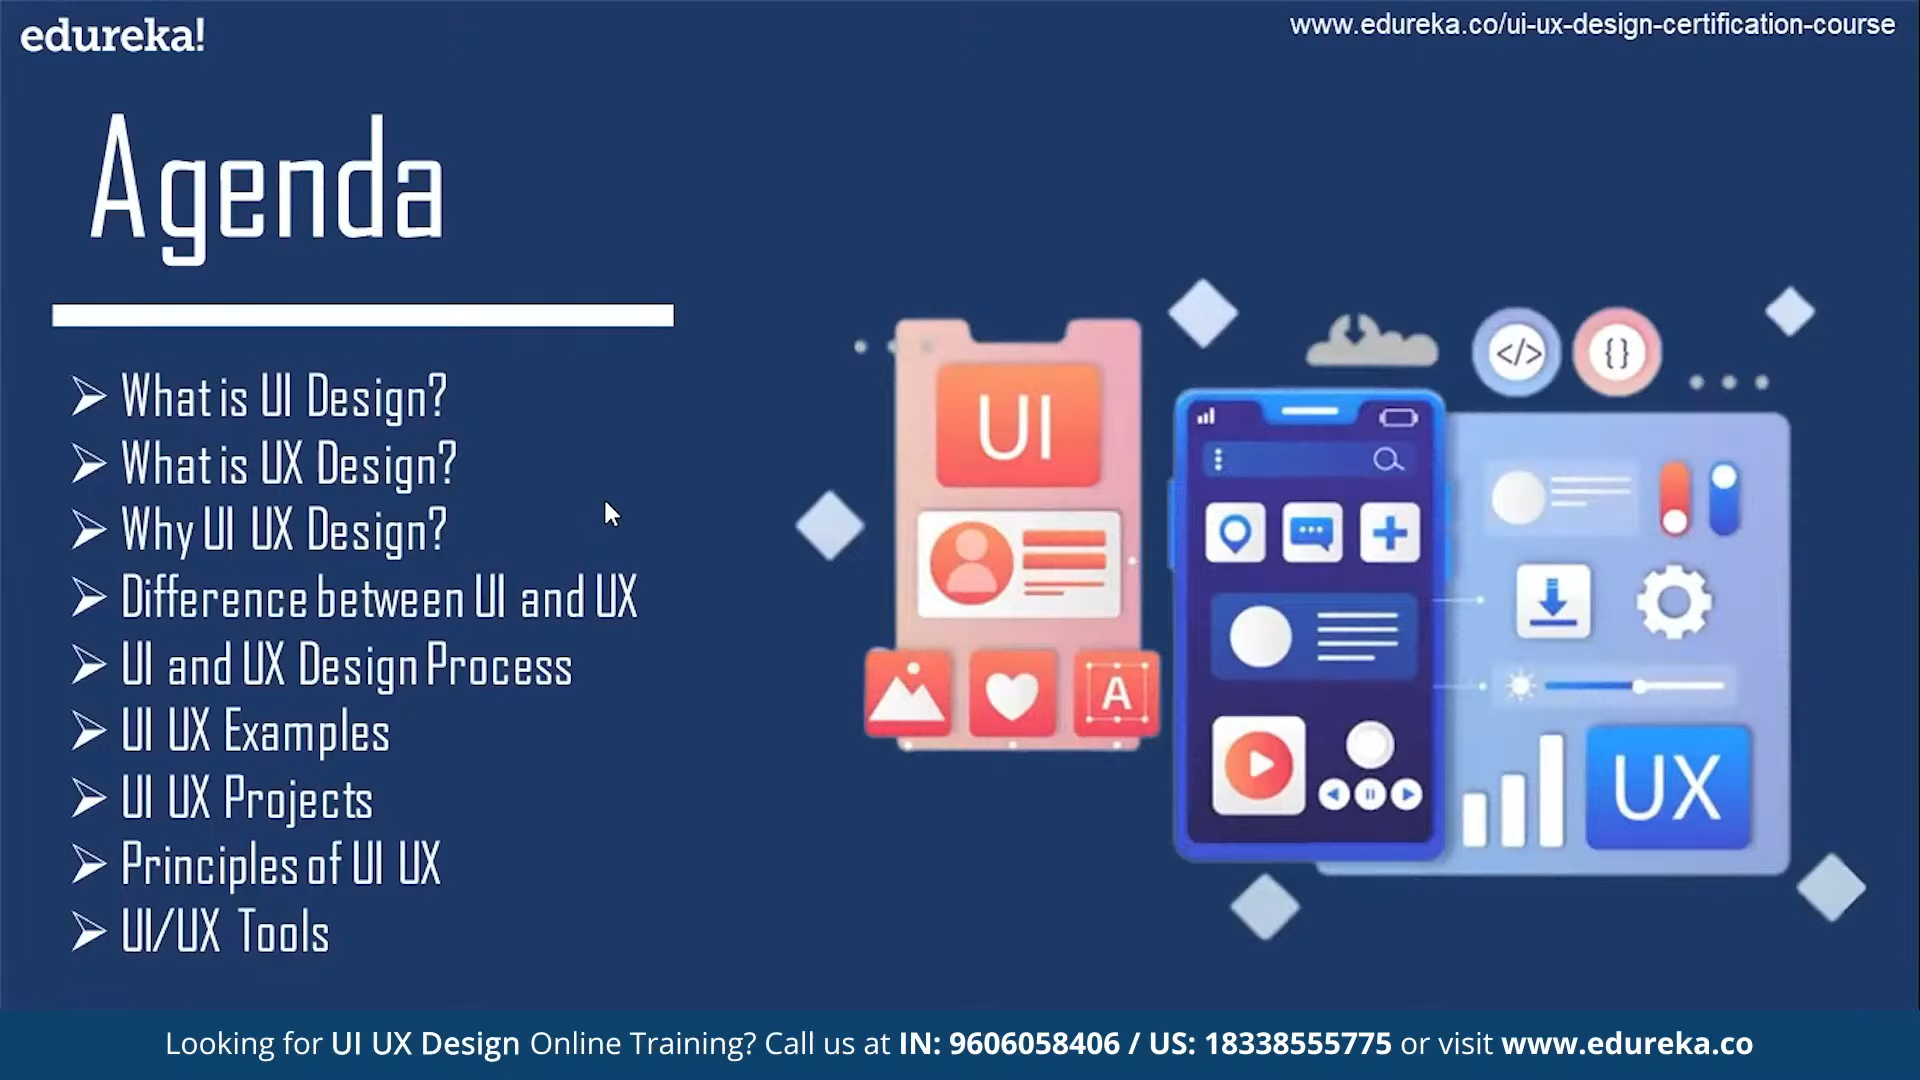 edureka!
www.edureka.co/ui-ux-design-certification-course
Agenda
What is UI Design?
What is UX Design?
Why UI UX Design?
Difference between UI and UX
UI and UX Design Process
UI UX Examples
UI UX Projects
Principles of UI UX
UI/UX Tools
UI
</>
{}
A
UX
Looking for UI UX Design Online Training? Call us at IN: 9606058406 / US: 18338555775 or visit www.edureka.co